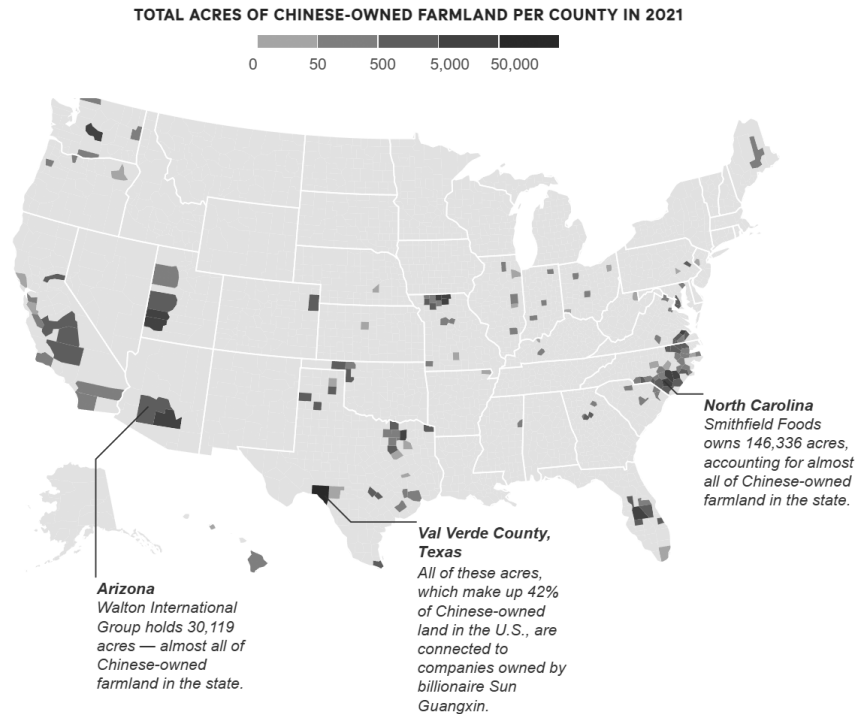 TOTAL ACRES OF CHINESE-OWNED FARMLAND PER COUNTY IN 2021
0 50 500 5,000 50,000
North Carolina
Smithfield Foods
owns 146,336 acres,
accounting for almost
all of Chinese-owned
farmland in the state.
Val Verde County,
Texas
All of these acres,
which make up 42%
of Chinese-owned
land in the U.S., are
connected to
companies owned by
billionaire Sun
Guangxin.
Arizona
Walton International
Group holds 30,119
acres — almost all of
Chinese-owned
farmland in the state.